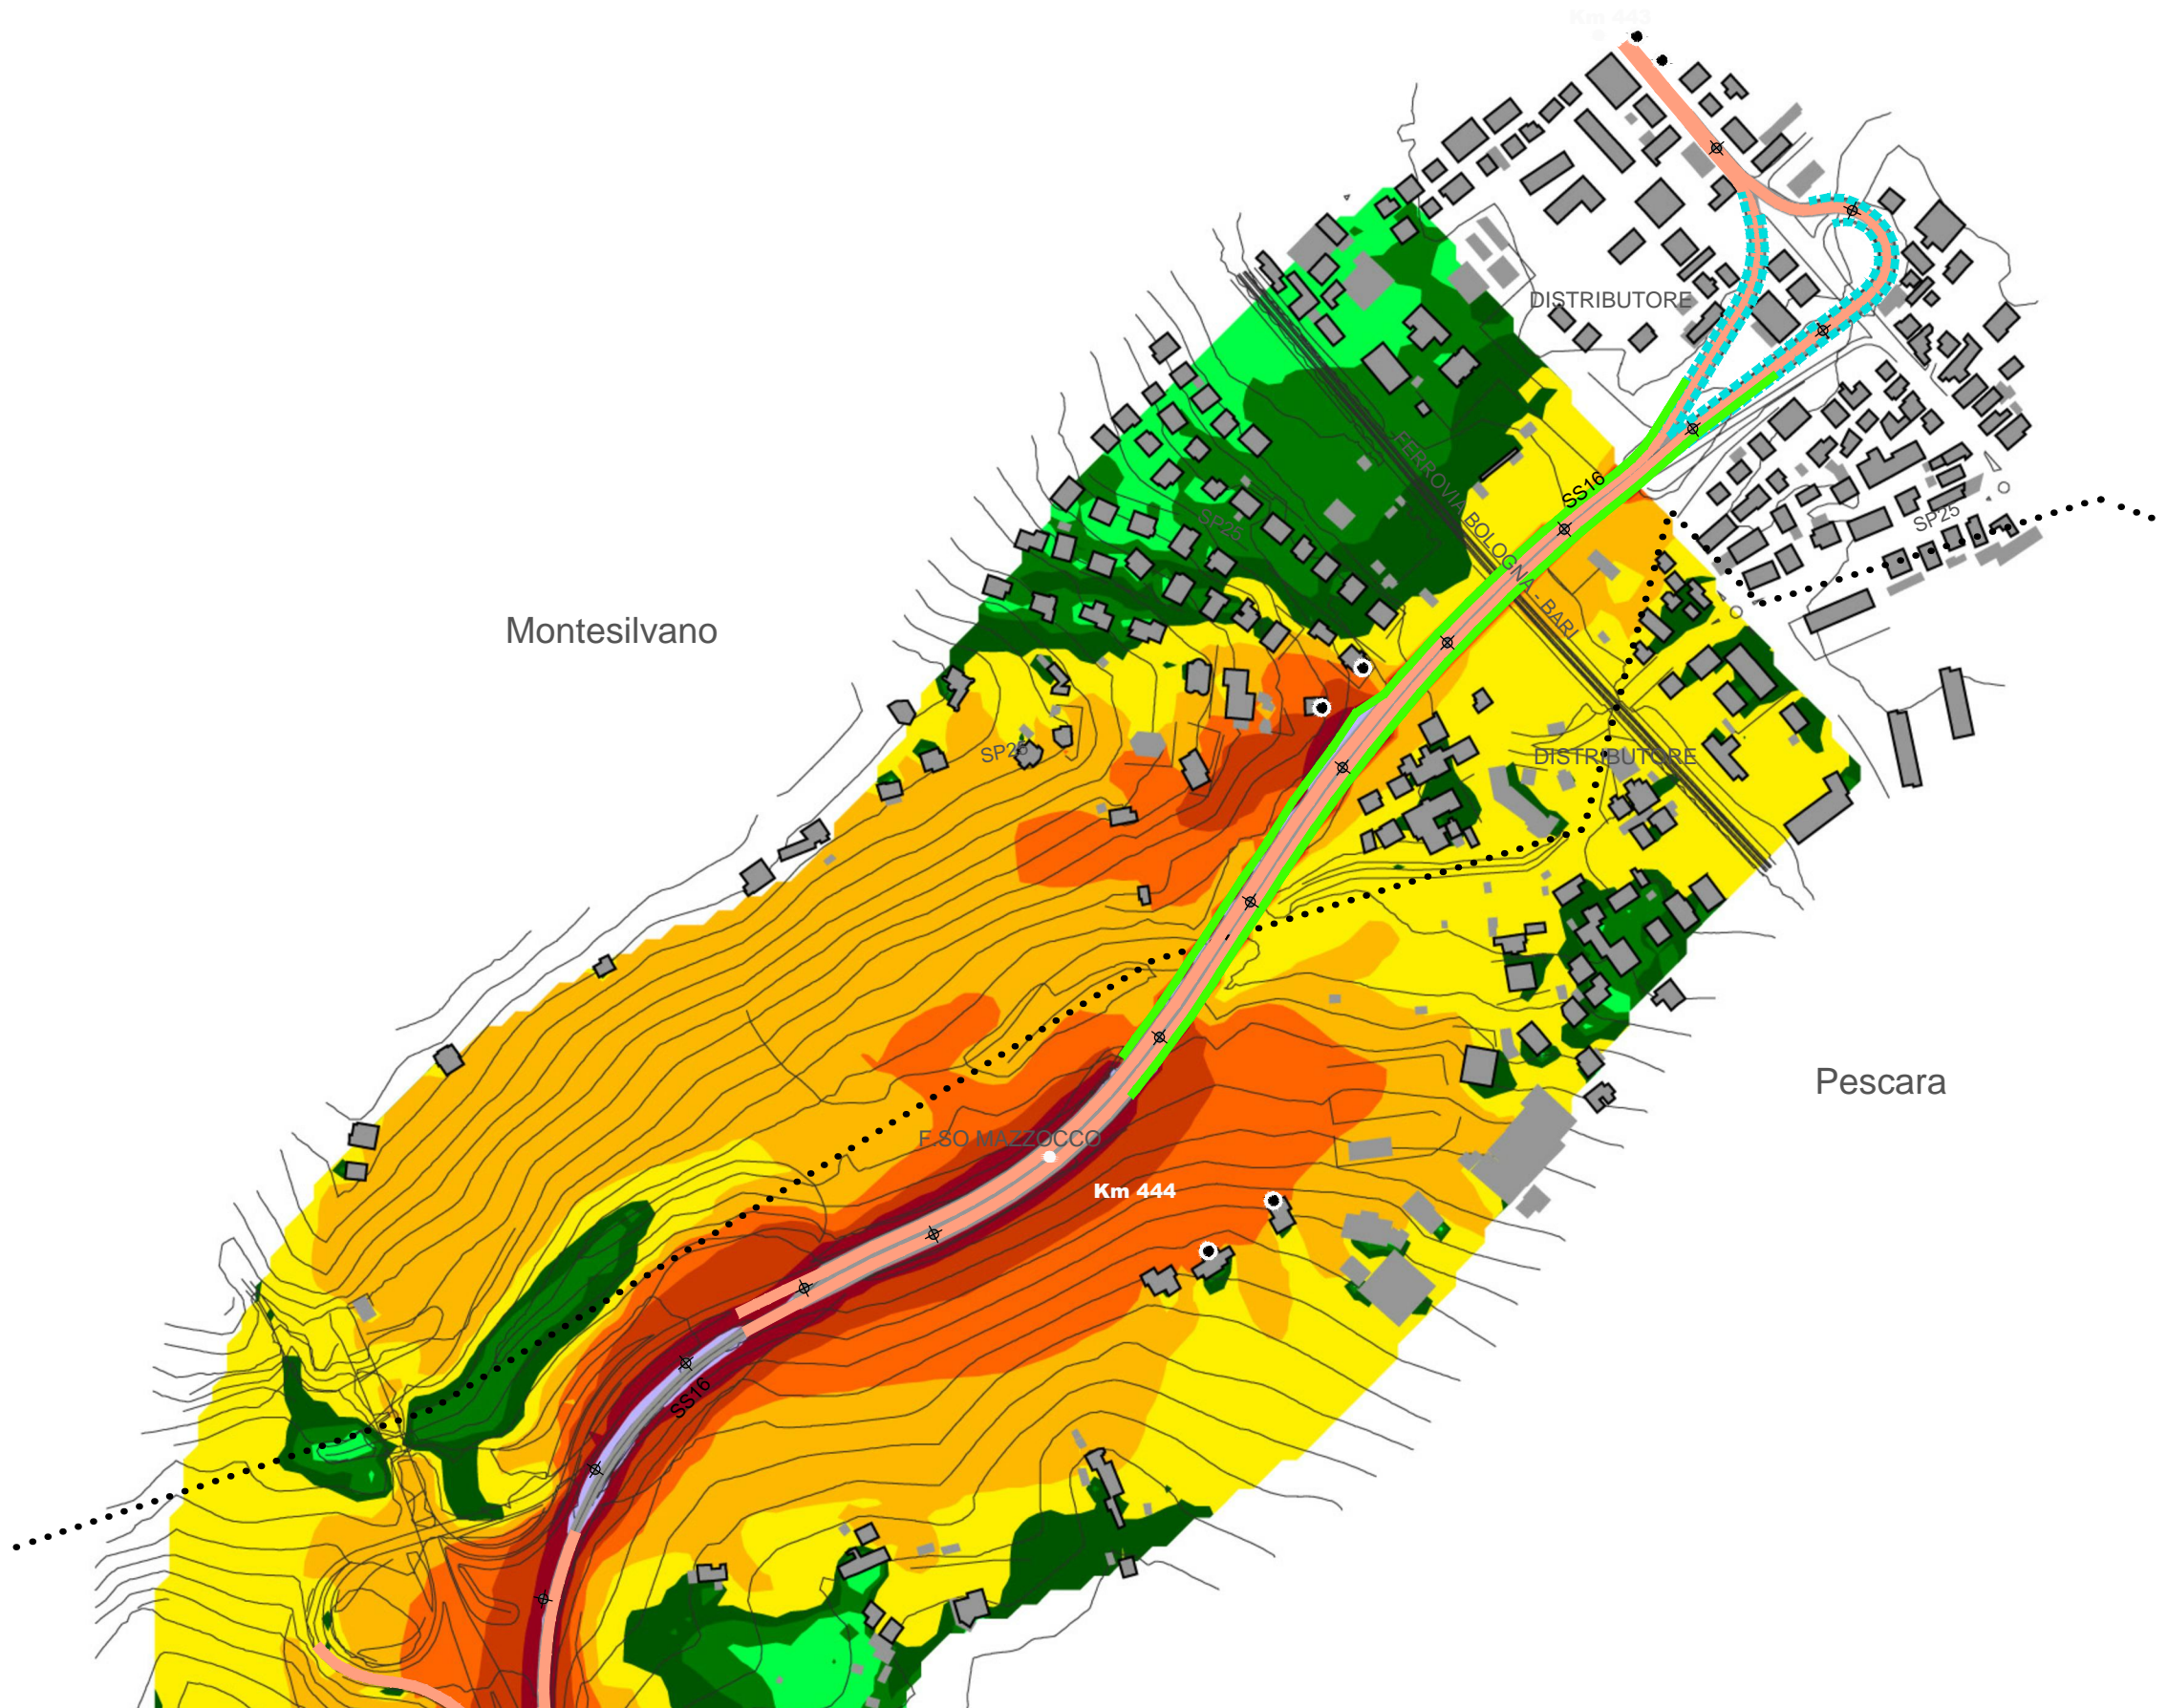 Km 443
DISTRIBUTORE
FERROVIA BOLOGNA - BARI
SS16
SP25
SP25
Montesilvano
SP25
DISTRIBUTORE
Pescara
F.SO MAZZOCCO
Km 444
SS16